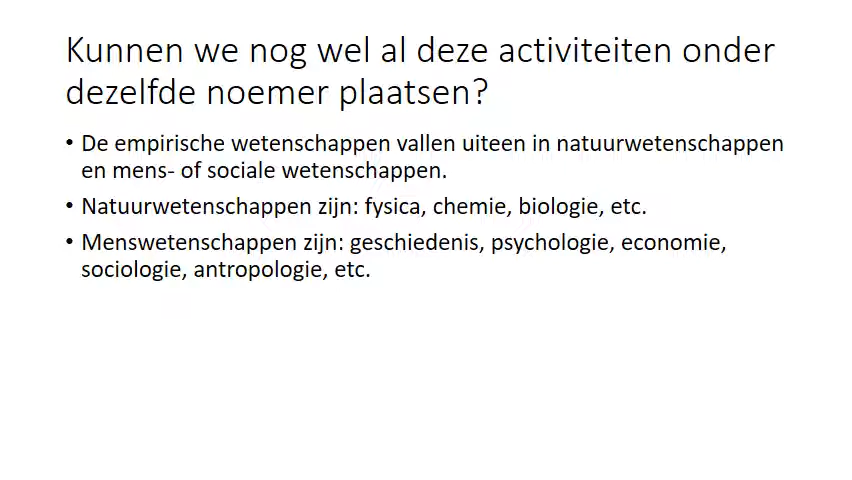 Kunnen we nog wel al deze activiteiten onder
dezelfde noemer plaatsen?
• De empirische wetenschappen vallen uiteen in natuurwetenschappen
en mens- of sociale wetenschappen.
• Natuurwetenschappen zijn: fysica, chemie, biologie, etc.
• Menswetenschappen zijn: geschiedenis, psychologie, economie,
sociologie, antropologie, etc.